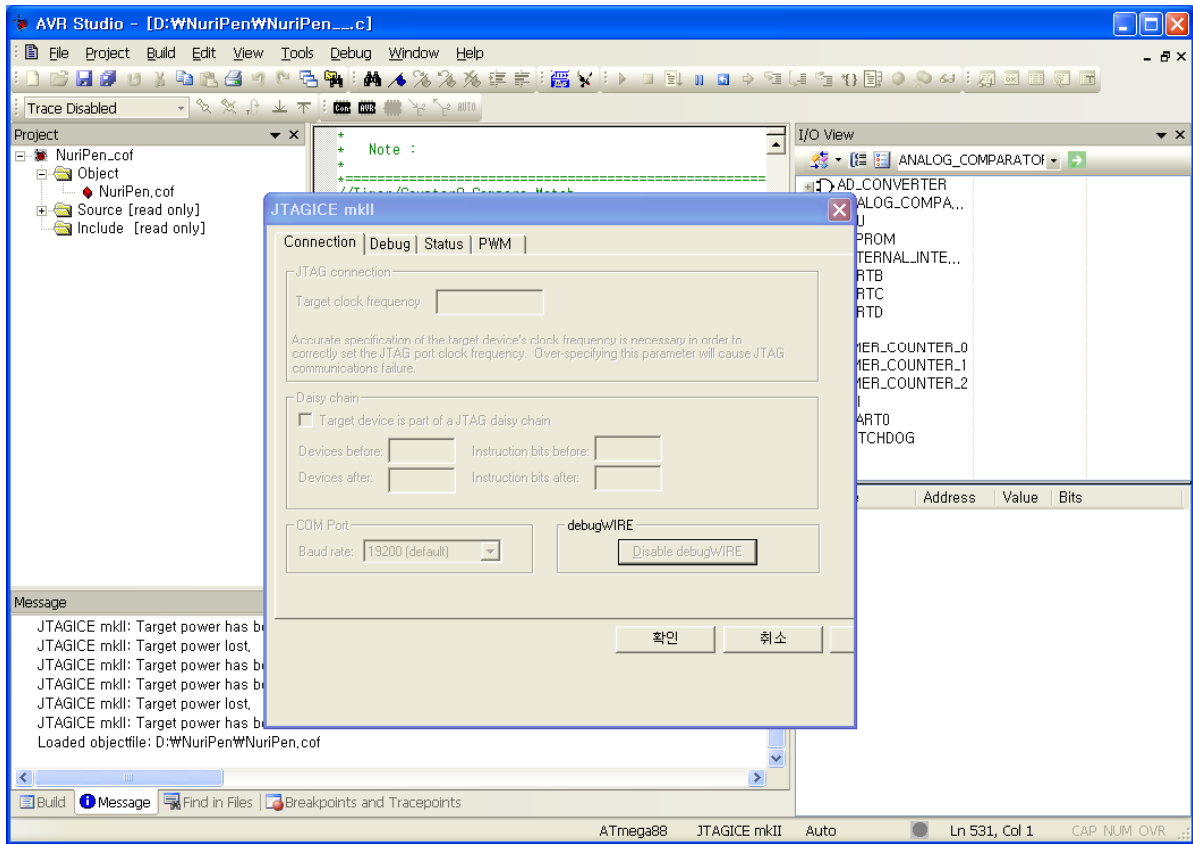 AVR Studio - [D:₩NuriPen₩NuriPen__.c]
File Project Build Edit View Tools Debug Window Help
Trace Disabled
Con AVR AUTO
Project
NuriPen_cof
Object
NuriPen.cof
Source [read only]
Include [read only]
*
* Note :
*
*==========================================================
I/O View
ANALOG_COMPARATOF
AD_CONVERTER
ALOG_COMPA...
PROM
TERNAL_INTE...
RTB
RTC
RTD
MER_COUNTER_0
MER_COUNTER_1
MER_COUNTER_2
ART0
TCHDOG
Address Value Bits
JTAGICE mkII
Connection Debug Status PWM
JTAG connection
Target clock frequency
Accurate specification of the target device's clock frequency is necessary in order to
correctly set the JTAG port clock frequency. Over-specifying this parameter will cause JTAG
communications failure.
Daisy chain
Target device is part of a JTAG daisy chain
Devices before: Instruction bits before:
Devices after: Instruction bits after:
COM Port
Baud rate: 19200 (default)
debugWIRE
Disable debugWIRE
확인 취소
Message
JTAGICE mkII: Target power has b
JTAGICE mkII: Target power lost,
JTAGICE mkII: Target power has b
JTAGICE mkII: Target power has b
JTAGICE mkII: Target power lost,
JTAGICE mkII: Target power has b
Loaded objectfile: D:₩NuriPen₩NuriPen.cof
Build Message Find in Files Breakpoints and Tracepoints
ATmega88 JTAGICE mkII Auto Ln 531, Col 1 CAP NUM OVR